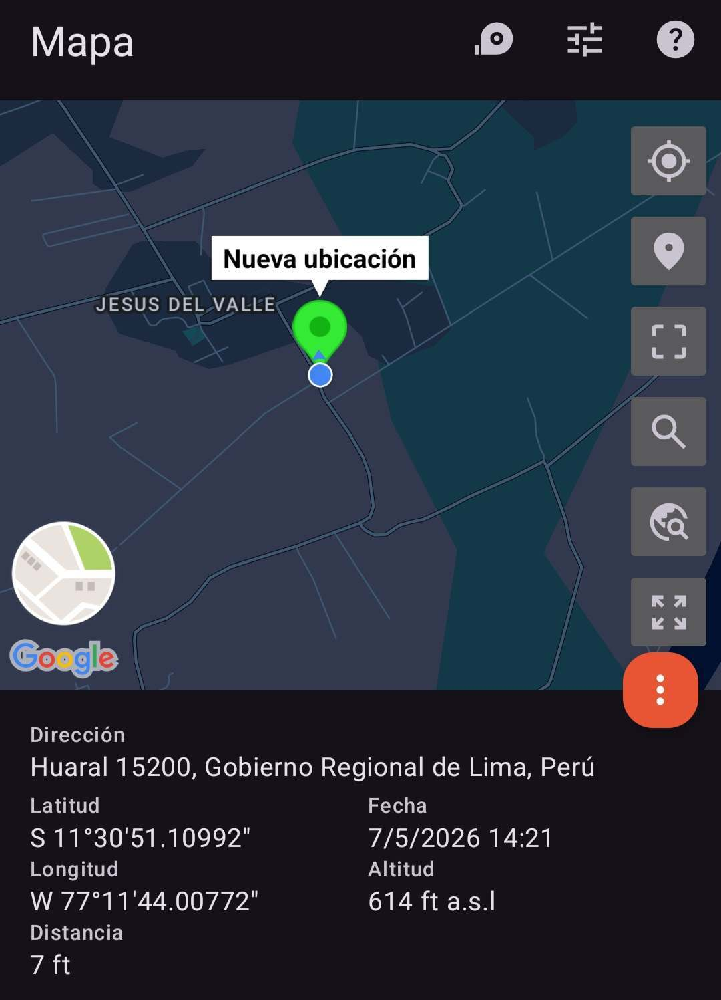 Mapa
Nueva ubicación
JESUS DEL VALLE
Google
Dirección
Huaral 15200, Gobierno Regional de Lima, Perú
Latitud
S 11°30'51.10992"
Fecha
7/5/2026 14:21
Longitud
W 77°11'44.00772"
Altitud
614 ft a.s.l
Distancia
7 ft